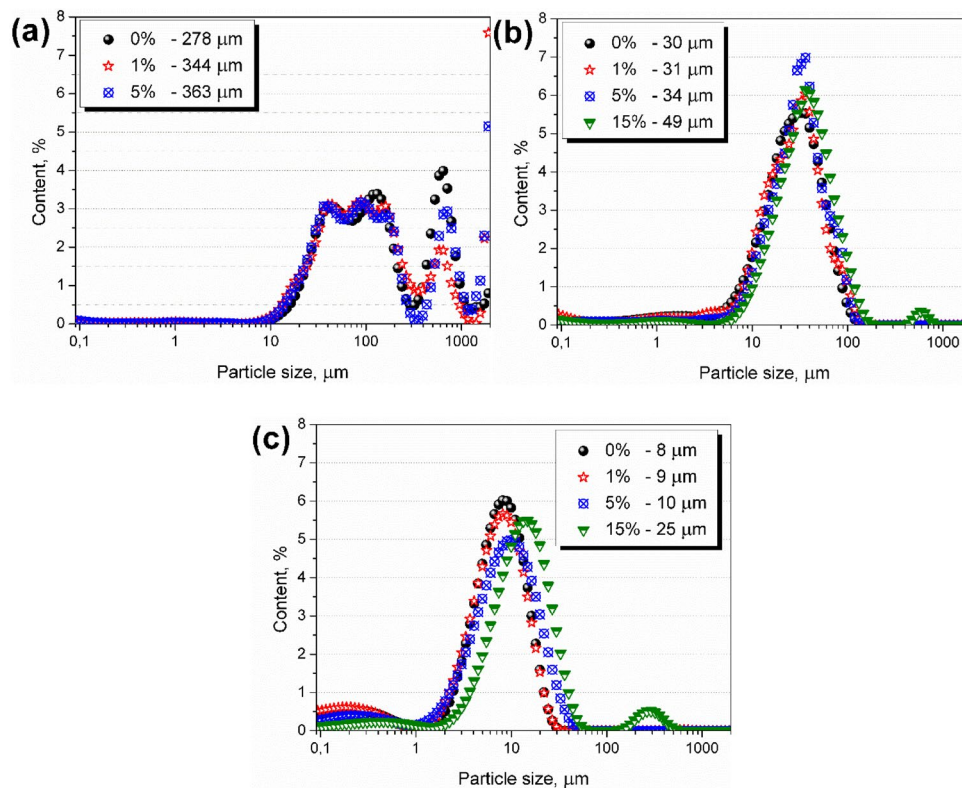 (a)
0% - 278 μm
1% - 344 μm
5% - 363 μm
8
7
6
5
4
3
2
1
0
Content, %
0,1 1 10 100 1000
Particle size, μm
(b)
0% - 30 μm
1% - 31 μm
5% - 34 μm
15% - 49 μm
8
7
6
5
4
3
2
1
0
Content, %
0,1 1 10 100 1000
Particle size, μm
(c)
0% - 8 μm
1% - 9 μm
5% - 10 μm
15% - 25 μm
8
7
6
5
4
3
2
1
0
Content, %
0,1 1 10 100 1000
Particle size, μm